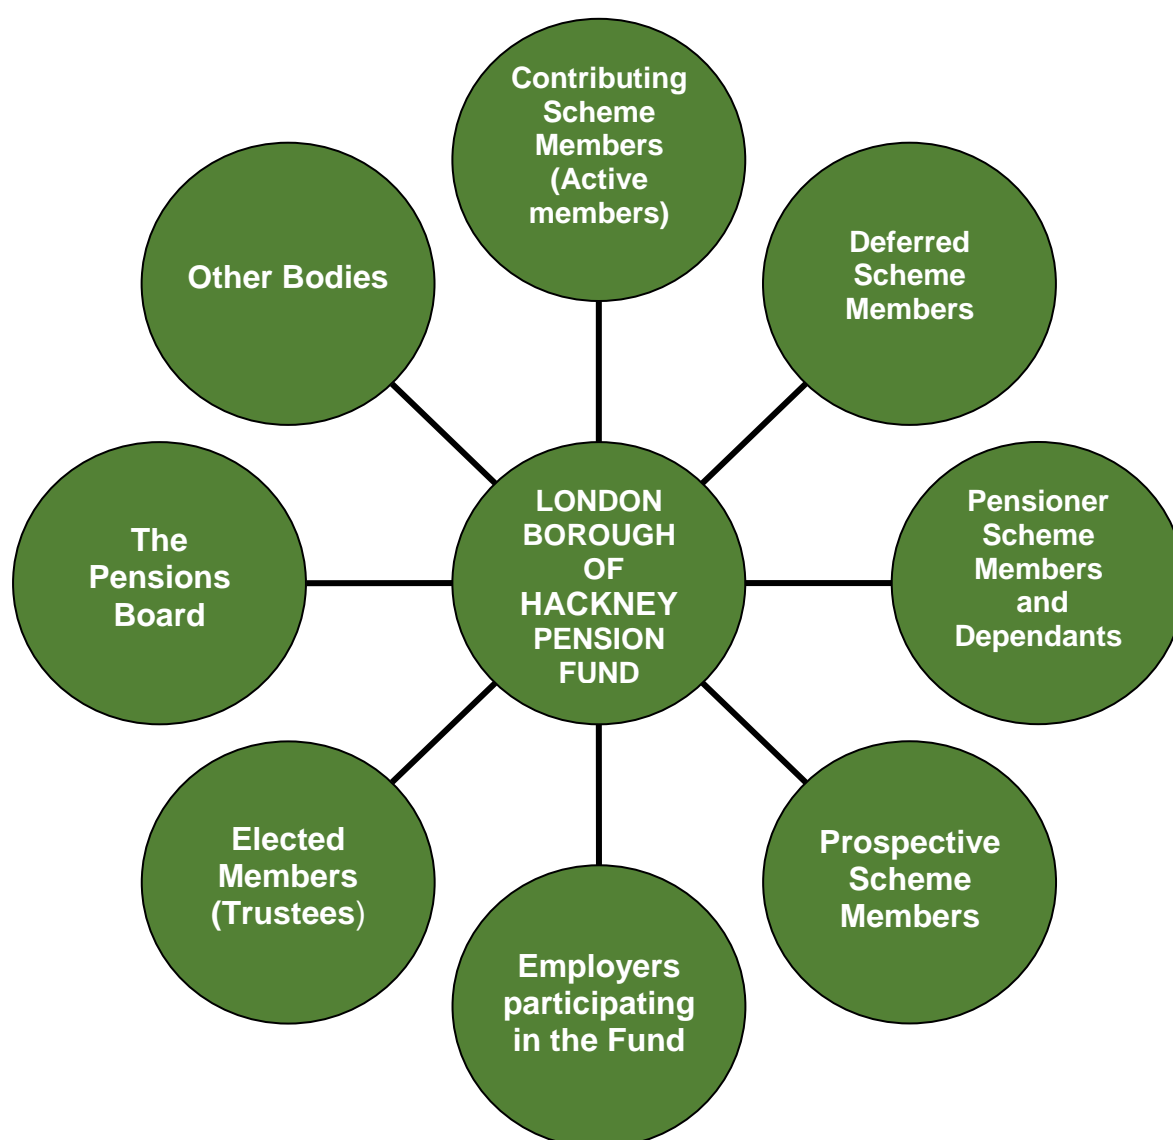 Contributing
Scheme
Members
(Active
members)
Deferred
Scheme
Members
Pensioner
Scheme
Members
and
Dependants
Prospective
Scheme
Members
Employers
participating
in the Fund
Elected
Members
(Trustees)
The
Pensions
Board
Other Bodies
LONDON
BOROUGH
OF
HACKNEY
PENSION
FUND